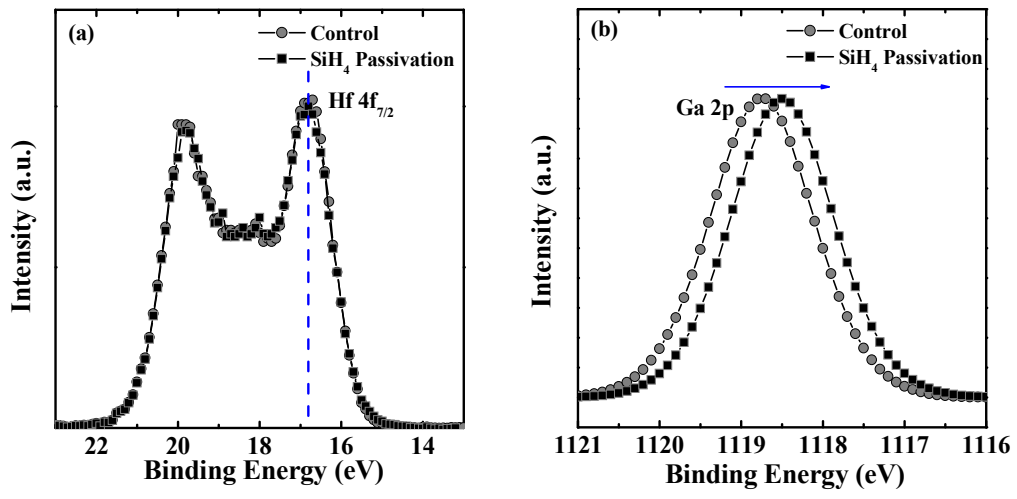 (a)
Control
SiH4 Passivation
Hf 4f7/2
Intensity (a.u.)
22 20 18 16 14
Binding Energy (eV)
(b)
Control
SiH4 Passivation
Ga 2p
Intensity (a.u.)
1121 1120 1119 1118 1117 1116
Binding Energy (eV)